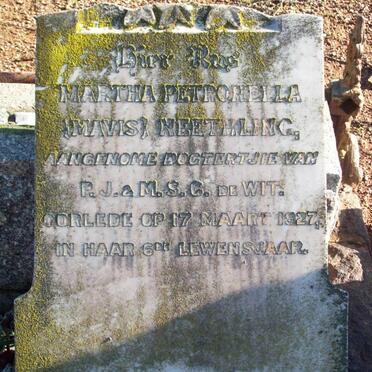 Hier Rus
MARTHA PETRONELLA
(MAVIS) NEETHLING,
AANGENOME DOGTERTJIE VAN
P.J. & M.S.C. DE WIT.
OORLEDE OP 17 MAART 1927,
IN HAAR 6DE LEWENSJAAR.